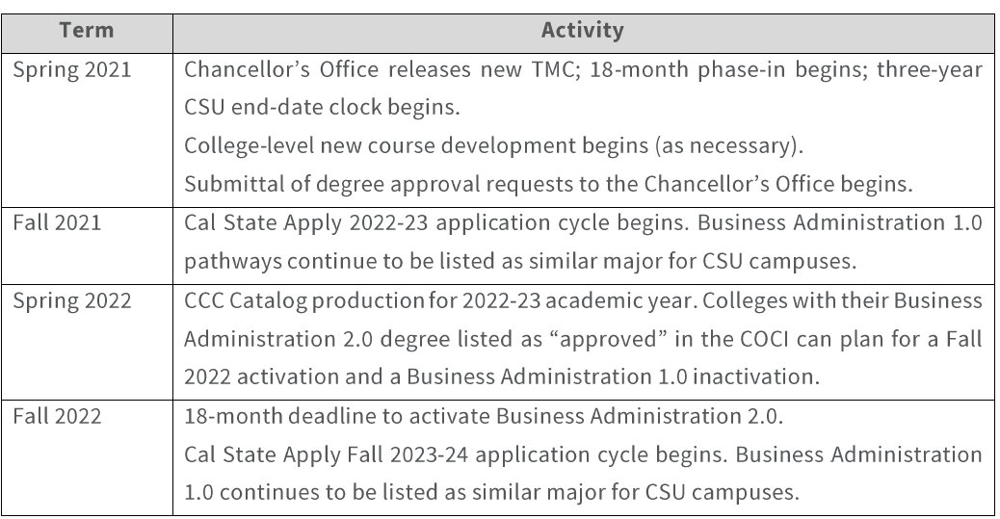 Term Activity
Spring 2021 Chancellor’s Office releases new TMC; 18-month phase-in begins; three-year
CSU end-date clock begins.
College-level new course development begins (as necessary).
Submittal of degree approval requests to the Chancellor’s Office begins.
Fall 2021 Cal State Apply 2022-23 application cycle begins. Business Administration 1.0
pathways continue to be listed as similar major for CSU campuses.
Spring 2022 CCC Catalog production for 2022-23 academic year. Colleges with their Business
Administration 2.0 degree listed as “approved” in the COCI can plan for a Fall
2022 activation and a Business Administration 1.0 inactivation.
Fall 2022 18-month deadline to activate Business Administration 2.0.
Cal State Apply Fall 2023-24 application cycle begins. Business Administration
1.0 continues to be listed as similar major for CSU campuses.